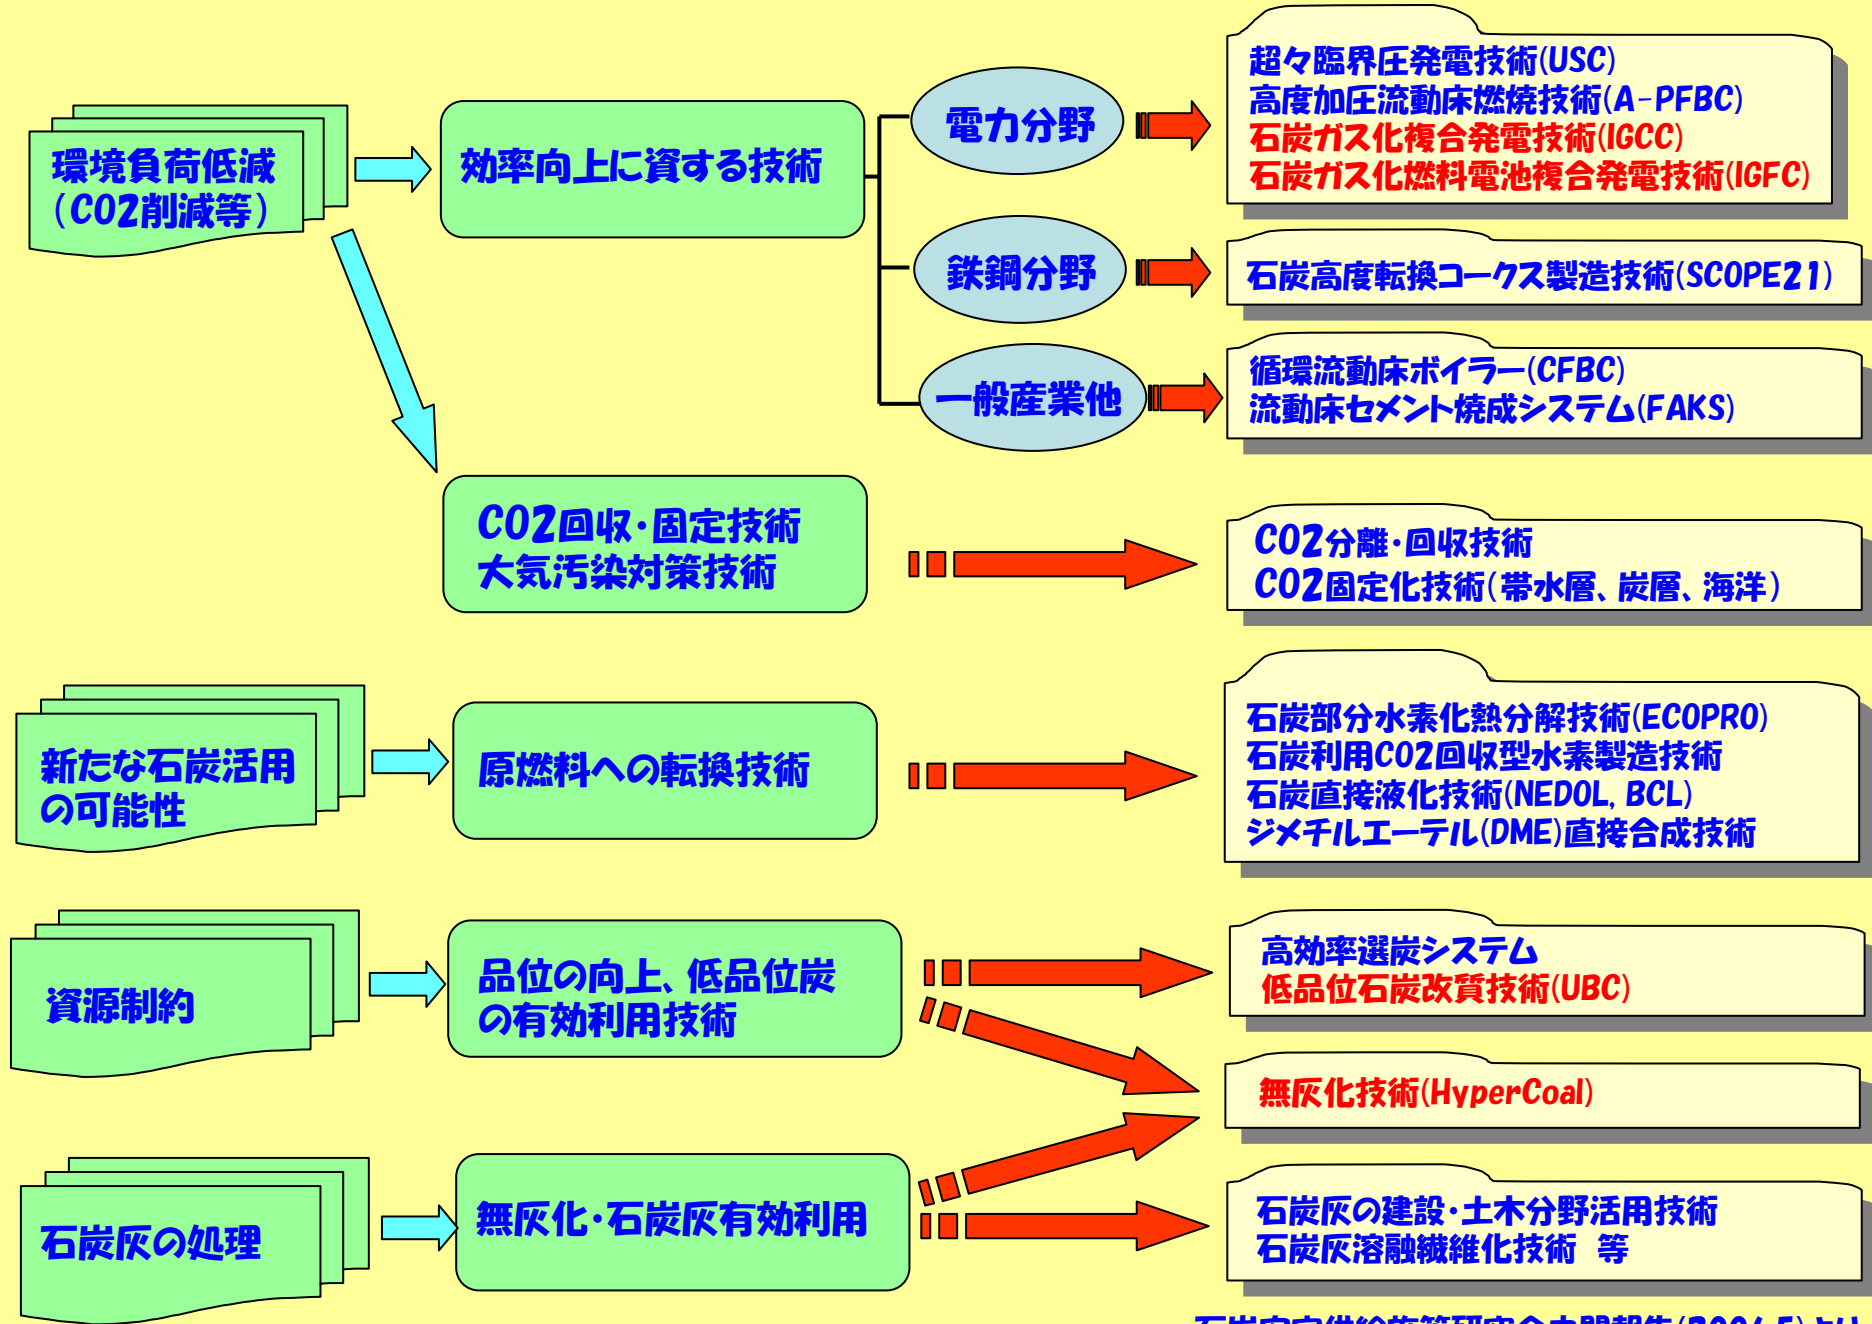 環境負荷低減
(CO2削減等)
効率向上に資する技術
電力分野
超々臨界圧発電技術(USC)
高度加圧流動床燃焼技術(A-PFBC)
石炭ガス化複合発電技術(IGCC)
石炭ガス化燃料電池複合発電技術(IGFC)
鉄鋼分野
石炭高度転換コークス製造技術(SCOPE21)
一般産業他
循環流動床ボイラー(CFBC)
流動床セメント焼成システム(FAKS)
CO2回収・固定技術
大気汚染対策技術
CO2分離・回収技術
CO2固定化技術(帯水層、炭層、海洋)
新たな石炭活用
の可能性
原燃料への転換技術
石炭部分水素化熱分解技術(ECOPRO)
石炭利用CO2回収型水素製造技術
石炭直接液化技術(NEDOL, BCL)
ジメチルエーテル(DME)直接合成技術
資源制約
品位の向上、低品位炭
の有効利用技術
高効率選炭システム
低品位石炭改質技術(UBC)
無灰化技術(HyperCoal)
石炭灰の処理
無灰化・石炭灰有効利用
石炭灰の建設・土木分野活用技術
石炭灰溶融繊維化技術 等